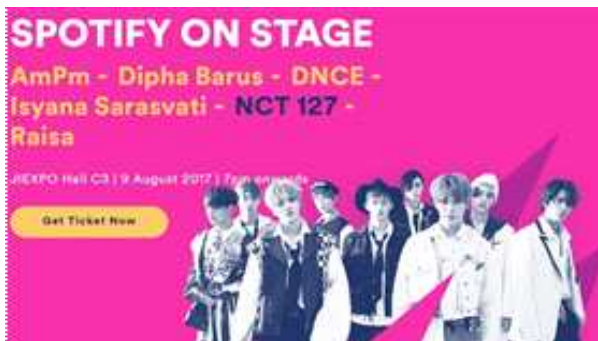 SPOTIFY ON STAGE
AmPm - Dipha Barus - DNCE -
Isyana Sarasvati - NCT 127 -
Raisa
JIEXPO Hall C3 | 9 August 2017 | 7pm onwards
Get Ticket Now